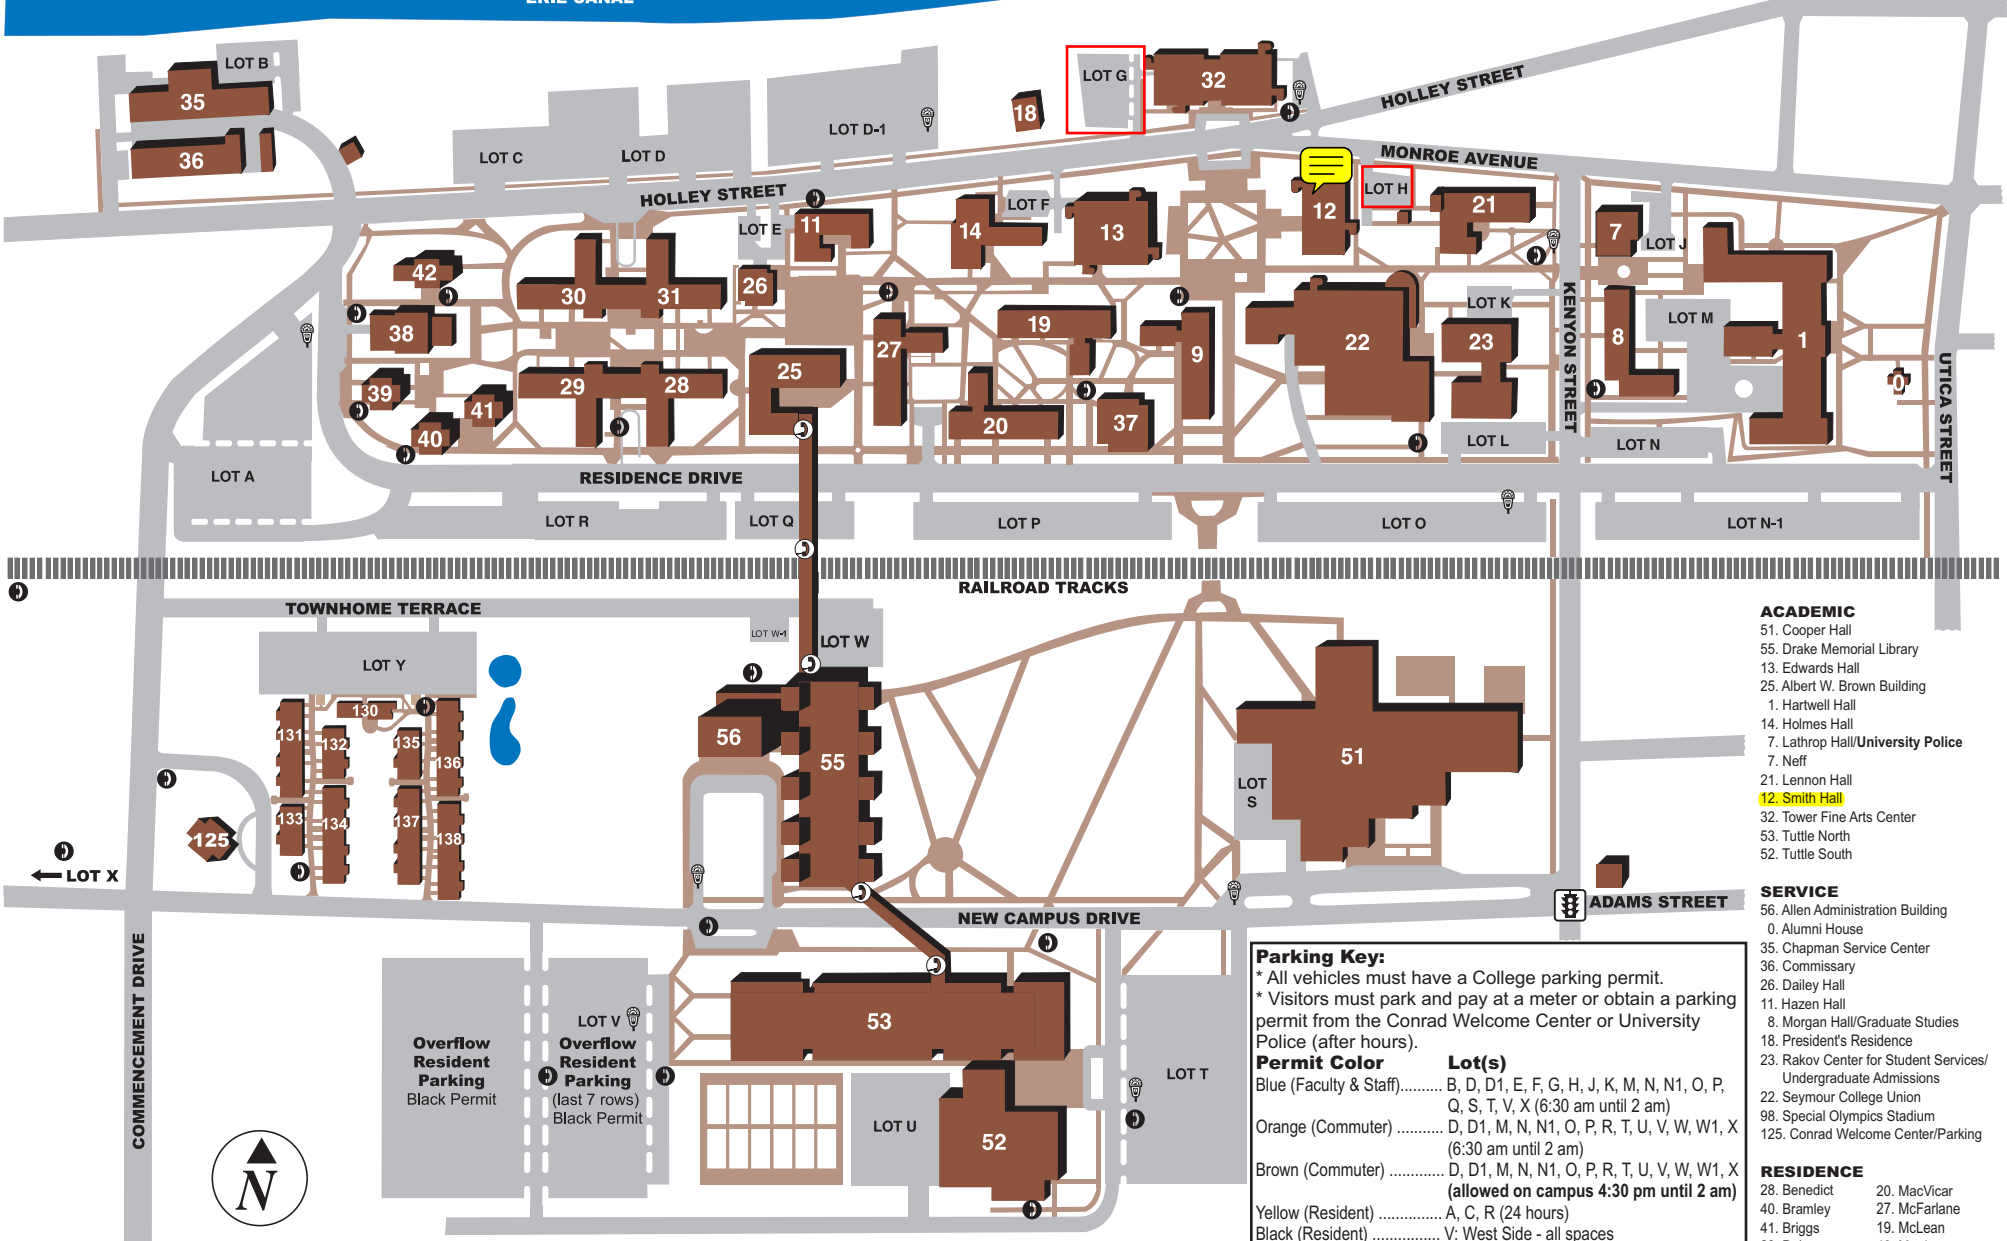 ERIE CANAL
LOT B
35
36
LOT C
LOT D
LOT D-1
18
LOT G
32
HOLLEY STREET
MONROE AVENUE
HOLLEY STREET
LOT E
11
14
LOT F
13
12
LOT H
21
7
LOT J
42
30
31
26
38
27
19
9
22
LOT K
23
KENYON STREET
8
LOT M
1
0
UTICA STREET
39
41
40
29
28
25
20
37
LOT L
LOT N
LOT A
RESIDENCE DRIVE
LOT R
LOT Q
LOT P
LOT O
LOT N-1
RAILROAD TRACKS
TOWNHOME TERRACE
LOT W-1
LOT W
LOT Y
130
131
132
135
136
133
134
137
138
125
56
55
51
LOT
S
LOT X
NEW CAMPUS DRIVE
ADAMS STREET
COMMENCEMENT DRIVE
Overflow
Resident
Parking
Black Permit
LOT V
Overflow
Resident
Parking
(last 7 rows)
Black Permit
53
LOT U
52
LOT T
N
Parking Key:
* All vehicles must have a College parking permit.
* Visitors must park and pay at a meter or obtain a parking
permit from the Conrad Welcome Center or University
Police (after hours).
Permit Color Lot(s)
Blue (Faculty & Staff).......... B, D, D1, E, F, G, H, J, K, M, N, N1, O, P,
Q, S, T, V, X (6:30 am until 2 am)
Orange (Commuter) ........... D, D1, M, N, N1, O, P, R, T, U, V, W, W1, X
(6:30 am until 2 am)
Brown (Commuter) ............. D, D1, M, N, N1, O, P, R, T, U, V, W, W1, X
(allowed on campus 4:30 pm until 2 am)
Yellow (Resident) ............... A, C, R (24 hours)
Black (Resident) ................ V: West Side - all spaces
ACADEMIC
51. Cooper Hall
55. Drake Memorial Library
13. Edwards Hall
25. Albert W. Brown Building
1. Hartwell Hall
14. Holmes Hall
7. Lathrop Hall/University Police
7. Neff
21. Lennon Hall
12. Smith Hall
32. Tower Fine Arts Center
53. Tuttle North
52. Tuttle South
SERVICE
56. Allen Administration Building
0. Alumni House
35. Chapman Service Center
36. Commissary
26. Dailey Hall
11. Hazen Hall
8. Morgan Hall/Graduate Studies
18. President's Residence
23. Rakov Center for Student Services/
Undergraduate Admissions
22. Seymour College Union
98. Special Olympics Stadium
125. Conrad Welcome Center/Parking
RESIDENCE
28. Benedict 20. MacVicar
40. Bramley 27. McFarlane
41. Briggs 19. McLean